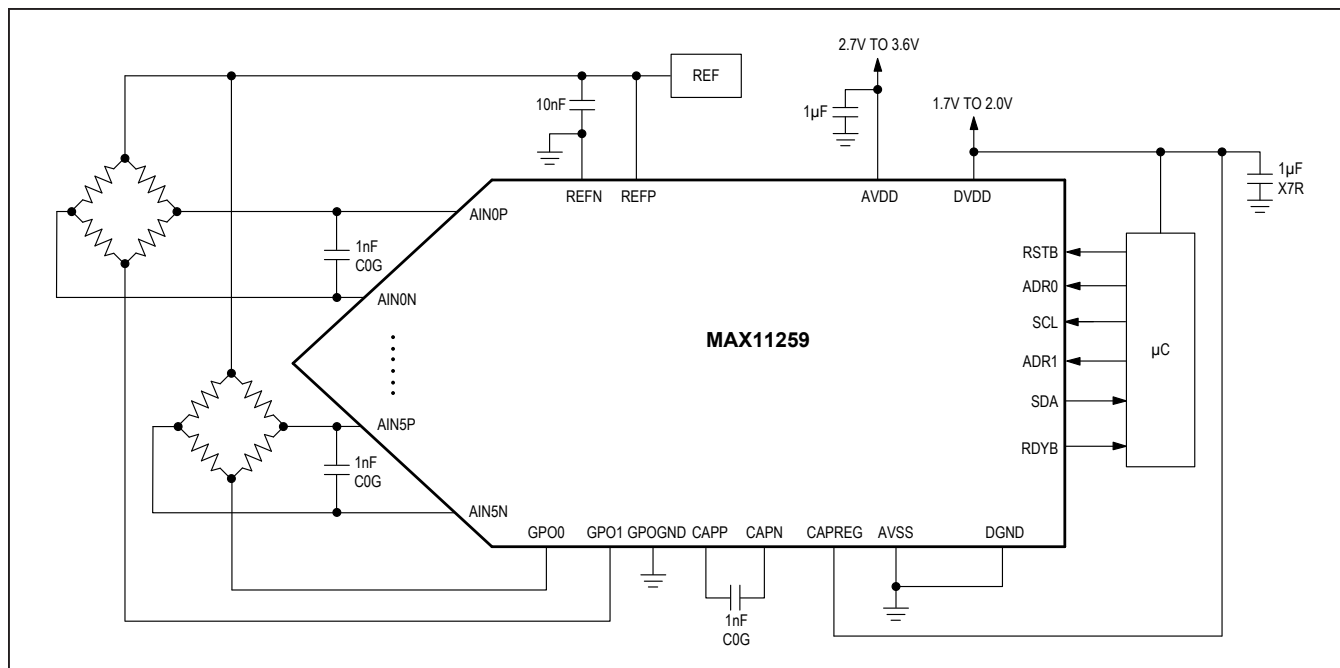 2.7V TO 3.6V
REF
10nF
1µF
1.7V TO 2.0V
1µF
X7R
REFN
REFP
AVDD
DVDD
AIN0P
1nF
C0G
AIN0N
RSTB
ADR0
SCL
ADR1
SDA
RDYB
µC
MAX11259
AIN5P
1nF
C0G
AIN5N
GPO0
GPO1
GPOGND
CAPP
CAPN
CAPREG
AVSS
DGND
1nF
C0G